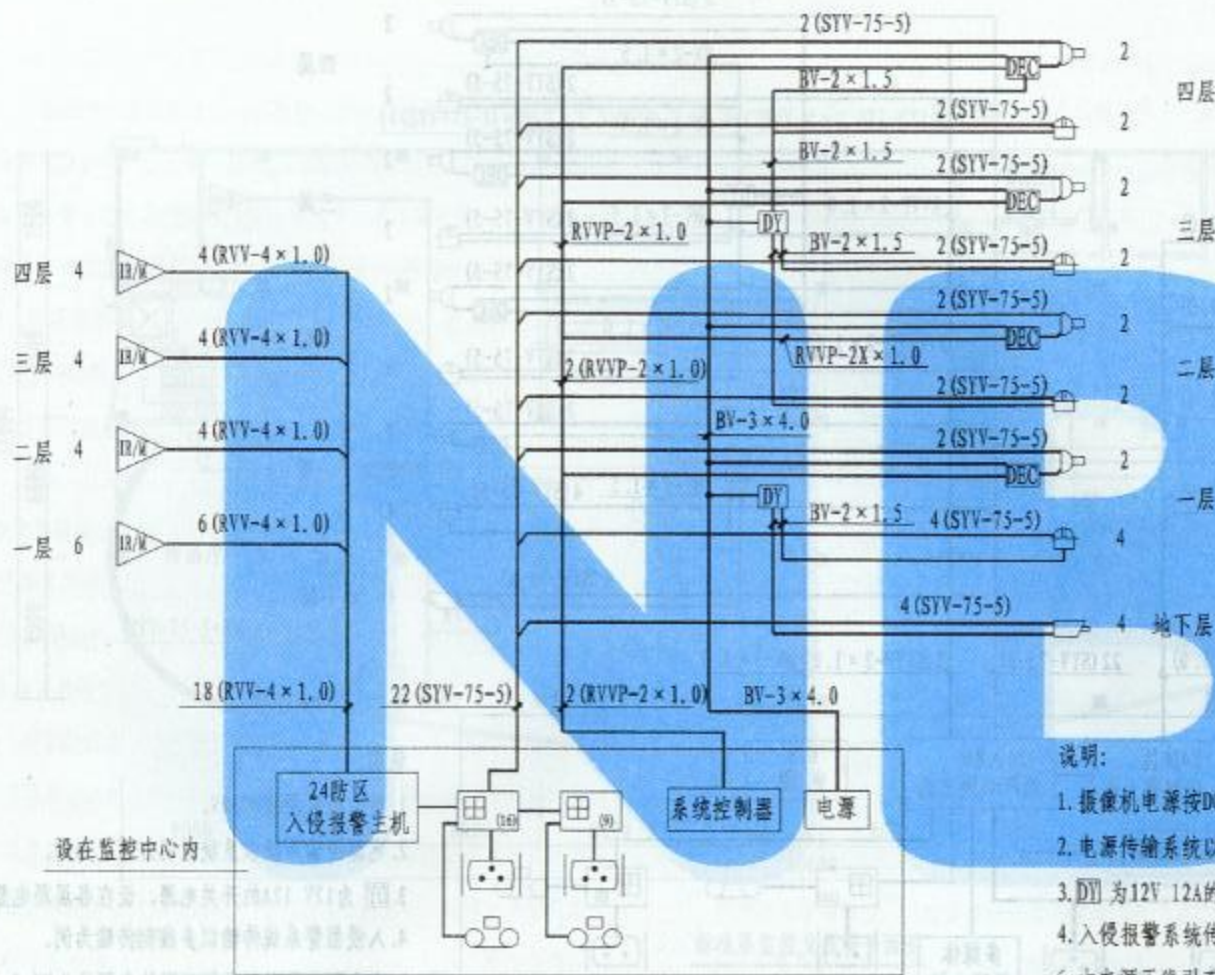 2(SYV-75-5)
2
DEC
BV-2×1.5
四层
2(SYV-75-5)
2
BV-2×1.5
2(SYV-75-5)
2
DEC
RVVP-2×1.0
DY
三层
BV-2×1.5
2(SYV-75-5)
2
四层 4 IR/M 4(RVV-4×1.0)
2(SYV-75-5)
2
DEC
三层 4 IR/M 4(RVV-4×1.0)
RVVP-2X×1.0
2(RVVP-2×1.0)
二层
2(SYV-75-5)
2
BV-3×4.0
二层 4 IR/M 4(RVV-4×1.0)
2(SYV-75-5)
2
DEC
DY
一层
BV-2×1.5
4(SYV-75-5)
4
一层 6 IR/M 6(RVV-4×1.0)
4(SYV-75-5)
4 地下层
18(RVV-4×1.0)
22(SYV-75-5)
2(RVVP-2×1.0)
BV-3×4.0
24防区
入侵报警主机
(16)
(9)
系统控制器
电源
设在监控中心内
说明:
1.摄像机电源按
2.电源传输系统
3.DY 为12V 12A的
4.入侵报警系统